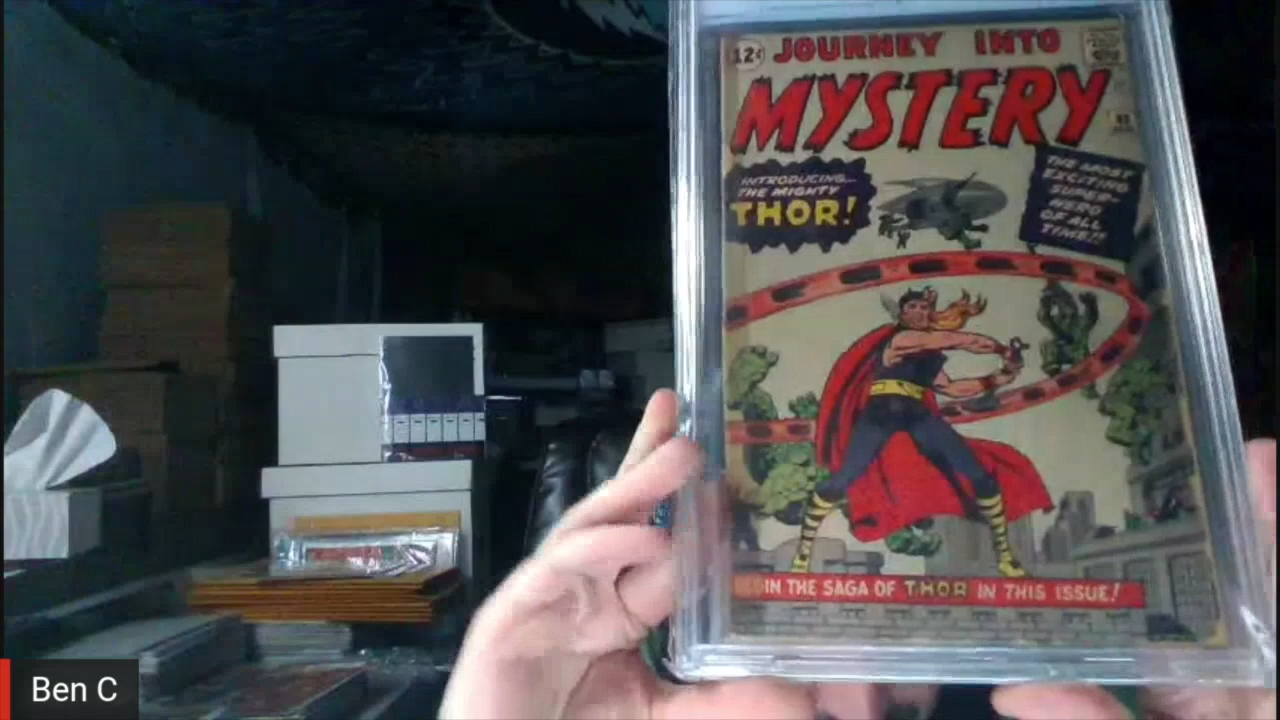 12¢
JOURNEY INTO
MYSTERY
INTRODUCING...
THE MIGHTY
THOR!
THE MOST
EXCITING
SUPER-
HERO
OF ALL
TIME!!
IN THE SAGA OF THOR IN THIS ISSUE!
Ben C